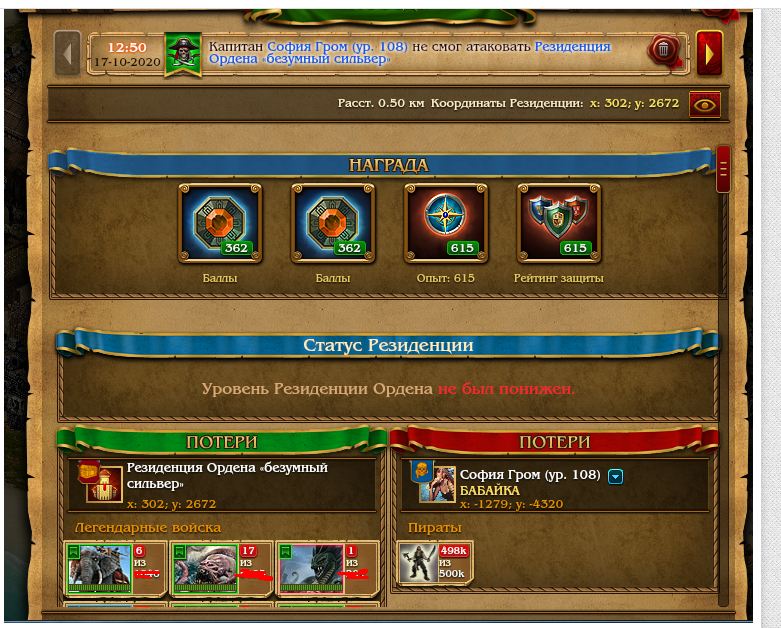 12:50
17-10-2020
Капитан София Гром (ур. 108) не смог атаковать Резиденция
Ордена «безумный сильвер»
Расст. 0.50 км Координаты Резиденции: x: 302; y: 2672
НАГРАДА
362 362 615 615
Баллы Баллы Опыт: 615 Рейтинг защиты
Статус Резиденции
Уровень Резиденции Ордена не был понижен.
ПОТЕРИ
Резиденция Ордена «безумный
сильвер»
x: 302; y: 2672
Легендарные войска
6 17 1
из из из
ПОТЕРИ
София Гром (ур. 108)
БАБАЙКА
x: -1279; y: -4320
Пираты
498k
из
500k